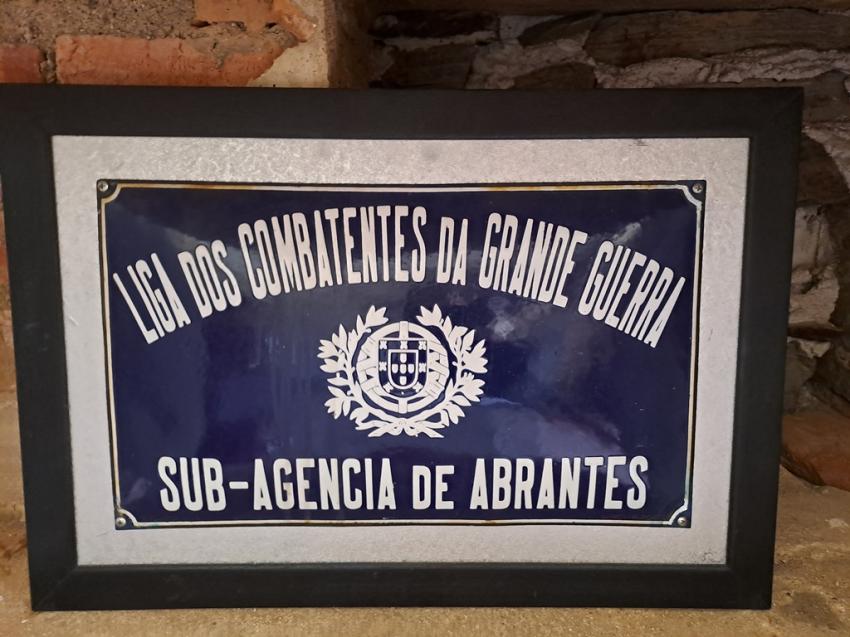 LIGA DOS COMBATENTES DA GRANDE GUERRA
SUB-AGENCIA DE ABRANTES